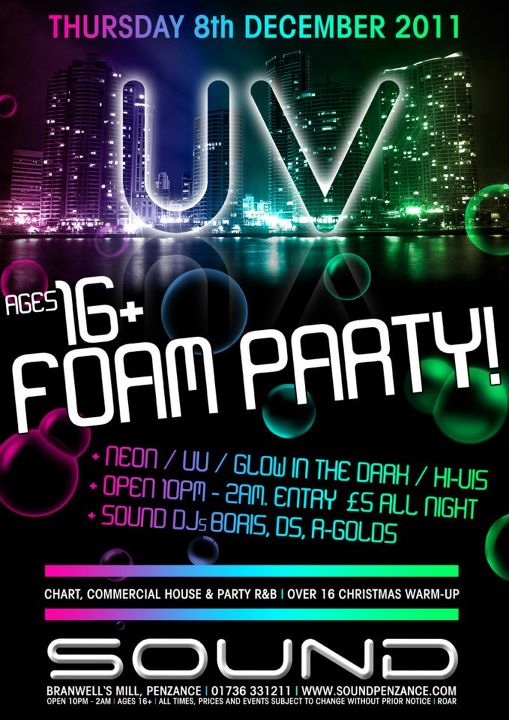 THURSDAY 8th DECEMBER 2011
UV
AGES 16+
FOAM PARTY!
+ NEON / UV / GLOW IN THE DARK / HI-VIS
+ OPEN 10PM - 2AM. ENTRY £5 ALL NIGHT
+ SOUND DJs BORIS, DS, A-GOLDS
CHART, COMMERCIAL HOUSE & PARTY R&B | OVER 16 CHRISTMAS WARM-UP
SOUND
BRANWELL'S MILL, PENZANCE | 01736 331211 | WWW.SOUNDPENZANCE.COM
OPEN 10PM - 2AM | AGES 16+ | ALL TIMES, PRICES AND EVENTS SUBJECT TO CHANGE WITHOUT PRIOR NOTICE | ROAR